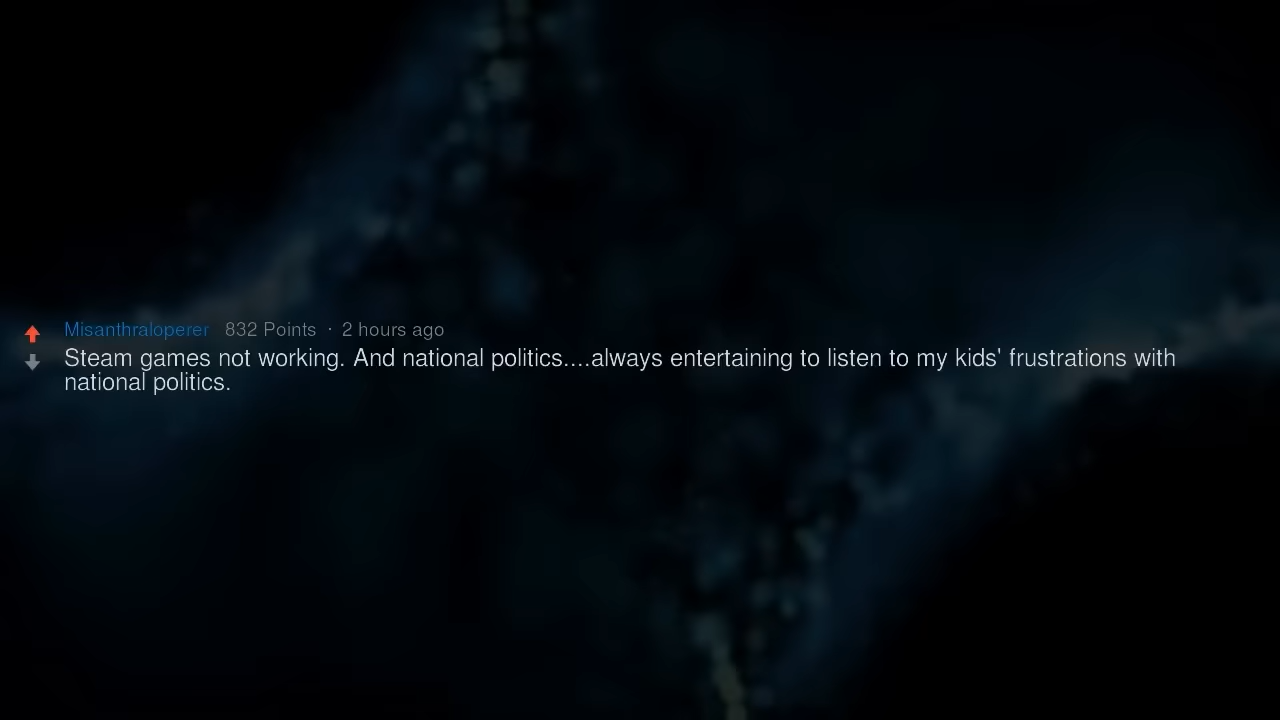 Misanthraloperer 832 Points · 2 hours ago
Steam games not working. And national politics....always entertaining to listen to my kids' frustrations with
national politics.